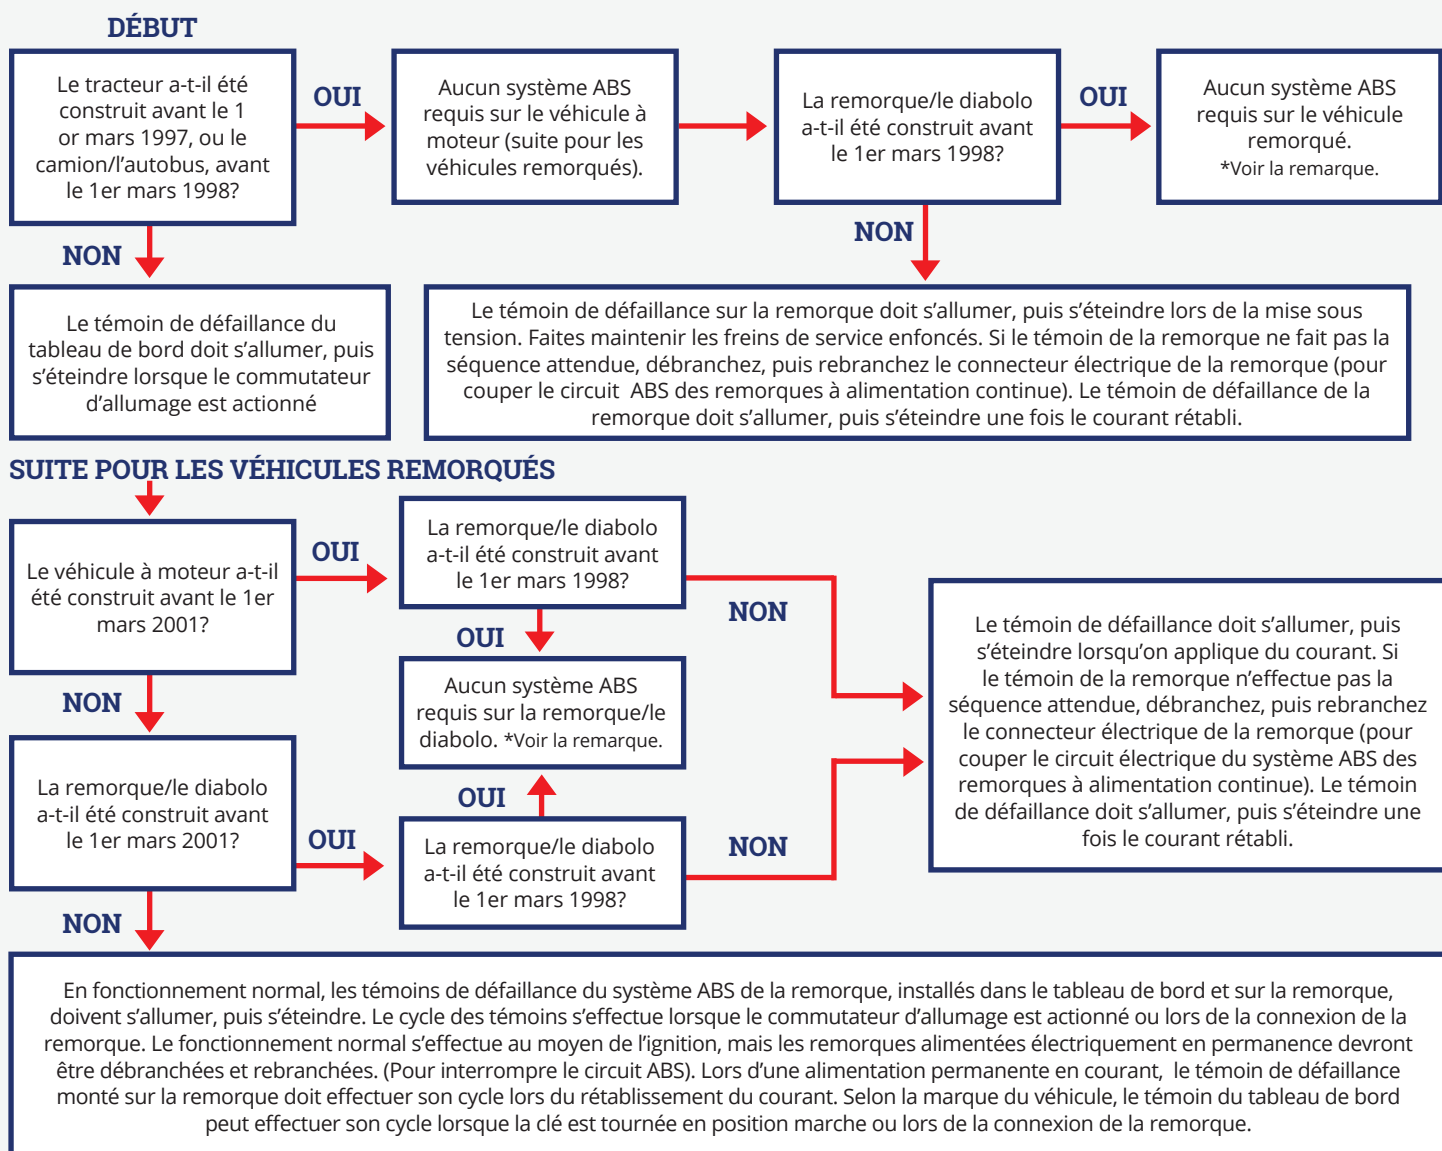 DÉBUT
Le tracteur a-t-il été
construit avant le 1
or mars 1997, ou le
camion/l'autobus, avant
le 1er mars 1998?
OUI
Aucun système ABS
requis sur le véhicule à
moteur (suite pour les
véhicules remorqués).
La remorque/le diabolo
a-t-il été construit avant
le 1er mars 1998?
OUI
Aucun système ABS
requis sur le véhicule
remorqué.
*Voir la remarque.
NON
NON
Le témoin de défaillance du
tableau de bord doit s'allumer, puis
s'éteindre lorsque le commutateur
d'allumage est actionné
Le témoin de défaillance sur la remorque doit s'allumer, puis s'éteindre lors de la mise sous
tension. Faites maintenir les freins de service enfoncés. Si le témoin de la remorque ne fait pas la
séquence attendue, débranchez, puis rebranchez le connecteur électrique de la remorque (pour
couper le circuit ABS des remorques à alimentation continue). Le témoin de défaillance de la
remorque doit s'allumer, puis s'éteindre une fois le courant rétabli.
SUITE POUR LES VÉHICULES REMORQUÉS
Le véhicule à moteur a-t-il
été construit avant le 1er
mars 2001?
OUI
La remorque/le diabolo
a-t-il été construit avant
le 1er mars 1998?
NON
OUI
Aucun système ABS
requis sur la remorque/le
diabolo. *Voir la remarque.
NON
La remorque/le diabolo
a-t-il été construit avant
le 1er mars 2001?
OUI
OUI
La remorque/le diabolo
a-t-il été construit avant
le 1er mars 1998?
NON
Le témoin de défaillance doit s'allumer, puis
s'éteindre lorsqu'on applique du courant. Si
le témoin de la remorque n'effectue pas la
séquence attendue, débranchez, puis rebranchez
le connecteur électrique de la remorque (pour
couper le circuit électrique du système ABS des
remorques à alimentation continue). Le témoin
de défaillance doit s'allumer, puis s'éteindre une
fois le courant rétabli.
NON
En fonctionnement normal, les témoins de défaillance du système ABS de la remorque, installés dans le tableau de bord et sur la remorque,
doivent s'allumer, puis s'éteindre. Le cycle des témoins s'effectue lorsque le commutateur d'allumage est actionné ou lors de la connexion de la
remorque. Le fonctionnement normal s'effectue au moyen de l'ignition, mais les remorques alimentées électriquement en permanence devront
être débranchées et rebranchées. (Pour interrompre le circuit ABS). Lors d'une alimentation permanente en courant, le témoin de défaillance
monté sur la remorque doit effectuer son cycle lors du rétablissement du courant. Selon la marque du véhicule, le témoin du tableau de bord
peut effectuer son cycle lorsque la clé est tournée en position marche ou lors de la connexion de la remorque.